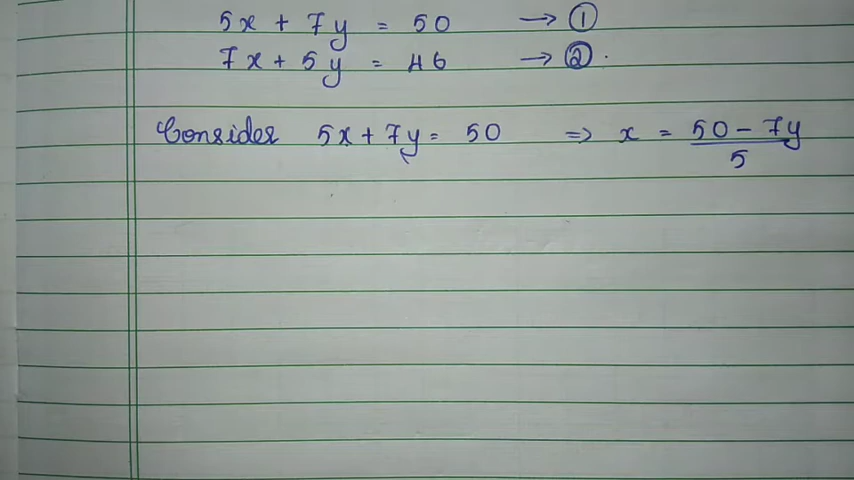 5x + 7y = 50 → ①
7x + 5y = 46 → ②.
Consider 5x + 7y = 50 ⇒ x = (50 - 7y)/5